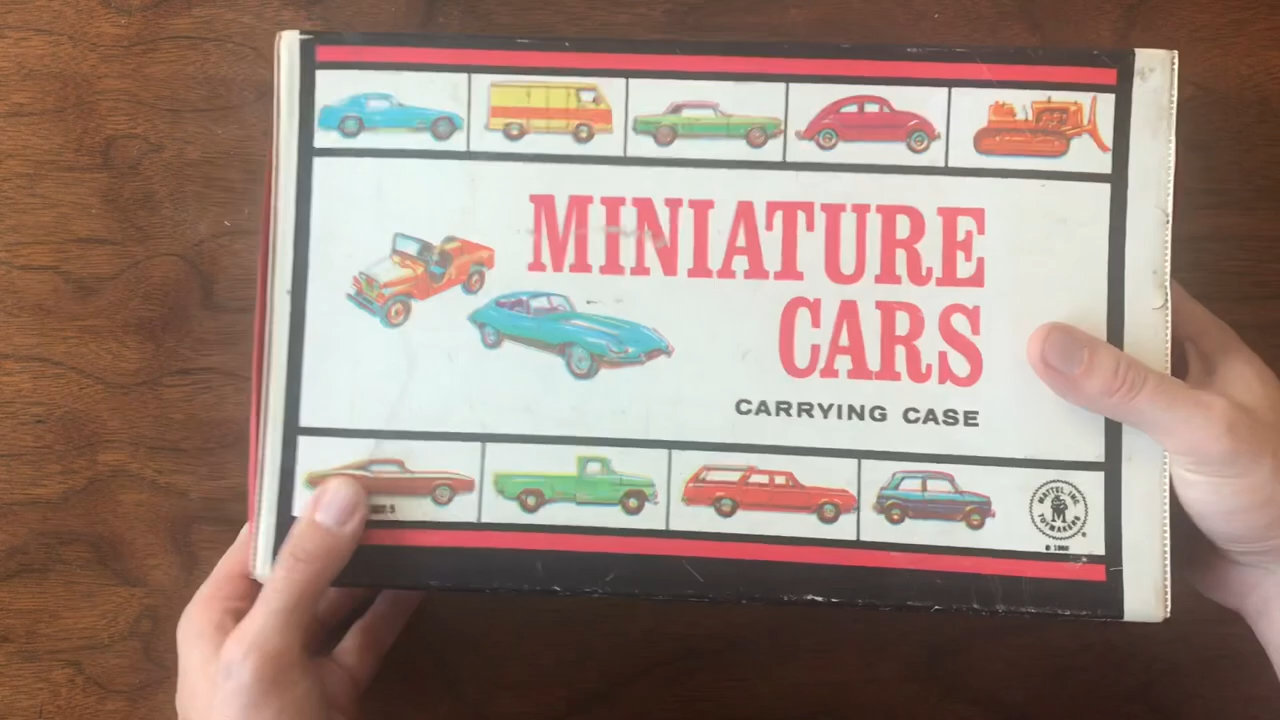 MINIATURE
CARS
CARRYING CASE
MATTEL, INC.
TOYMAKERS